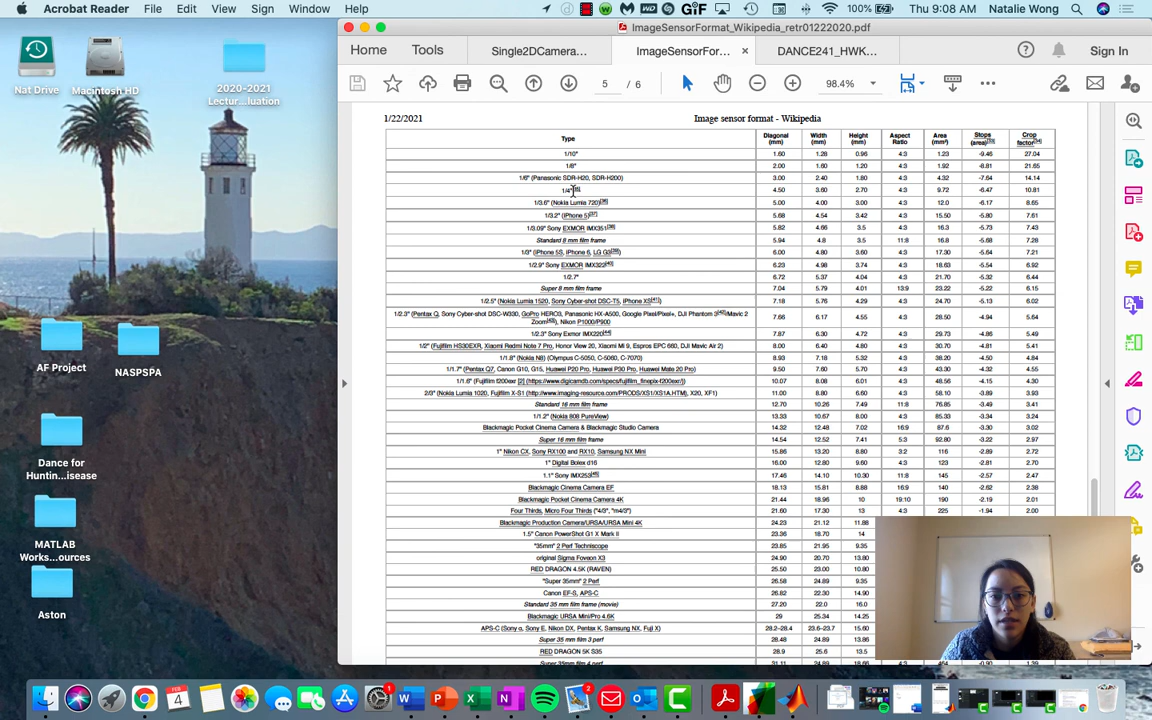 Acrobat Reader File Edit View Sign Window Help 100% Thu 9:08 AM Natalie Wong
ImageSensorFormat_Wikipedia_retr01222020.pdf
Home Tools Single2DCamera... ImageSensorFor... × DANCE241_HWK... Sign In
5 / 6 98.4%
Nat Drive
Macintosh HD
2020-2021
Lectur...luation
AF Project
NASPSPA
Dance for
Huntin...isease
MATLAB
Works...ources
Aston
1/22/2021 Image sensor format - Wikipedia
Type Diagonal (mm) Width (mm) Height (mm) Aspect Ratio Area (mm²) Stops (area) Crop factor
1/10" 1.60 1.28 0.96 4:3 1.23 -9.46 27.04
1/8" 2.00 1.60 1.20 4:3 1.92 -8.81 21.65
1/6" (Panasonic SDR-H20, SDR-H200) 3.00 2.40 1.80 4:3 4.32 -7.64 14.14
1/4" 4.50 3.60 2.70 4:3 9.72 -6.47 10.81
1/3.6" (Nokia Lumia 720) 5.00 4.00 3.00 4:3 12.0 -6.17 8.65
1/3.2" (iPhone 5) 5.68 4.54 3.42 4:3 15.50 -5.80 7.61
1/3.09" Sony EXMOR IMX351 5.82 4.66 3.5 4:3 16.3 -5.73 7.43
Standard 8 mm film frame 5.94 4.8 3.5 11:8 16.8 -5.68 7.28
1/3" (iPhone 5S, iPhone 6, LG G3) 6.00 4.80 3.60 4:3 17.30 -5.64 7.21
1/2.9" Sony EXMOR IMX322 6.23 4.98 3.74 4:3 18.63 -5.54 6.92
1/2.7" 6.72 5.37 4.04 4:3 21.70 -5.32 6.44
Super 8 mm film frame 7.04 5.79 4.01 13:9 23.22 -5.22 6.15
1/2.5" (Nokia Lumia 1520, Sony Cyber-shot DSC-T5, iPhone XS) 7.18 5.76 4.29 4:3 24.70 -5.13 6.02
1/2.3" (Pentax Q, Sony Cyber-shot DSC-W330, GoPro HERO3, Panasonic HX-A500, Google Pixel/Pixel+, DJI Phantom 3/Mavic 2
Zoom), Nikon P1000/P900 7.66 6.17 4.55 4:3 28.50 -4.94 5.64
1/2.3" Sony Exmor IMX220 7.87 6.30 4.72 4:3 29.73 -4.86 5.49
1/2" (Fujifilm HS30EXR, Xiaomi Redmi Note 7 Pro, Honor View 20, Xiaomi Mi 9, Espros EPC 660, DJI Mavic Air 2) 8.00 6.40 4.80 4:3 30.70 -4.81 5.41
1/1.8" (Nokia N8) (Olympus C-5050, C-5060, C-7070) 8.93 7.18 5.32 4:3 38.20 -4.50 4.84
1/1.7" (Pentax Q7, Canon G10, G15, Huawei P20 Pro, Huawei P30 Pro, Huawei Mate 20 Pro) 9.50 7.60 5.70 4:3 43.30 -4.32 4.55
1/1.6" (Fujifilm f200exr [2] (https://www.digicamdb.com/specs/fujifilm_finepix-f200exr/)) 10.07 8.08 6.01 4:3 48.56 -4.15 4.30
2/3" (Nokia Lumia 1020, Fujifilm X-S1 (http://www.imaging-resource.com/PRODS/XS1/XS1A.HTM), X20, XF1) 11.00 8.80 6.60 4:3 58.10 -3.89 3.93
Standard 16 mm film frame 12.70 10.26 7.49 11:8 76.85 -3.49 3.41
1/1.2" (Nokia 808 PureView) 13.33 10.67 8.00 4:3 85.33 -3.34 3.24
Blackmagic Pocket Cinema Camera & Blackmagic Studio Camera 14.32 12.48 7.02 16:9 87.6 -3.30 3.02
Super 16 mm film frame 14.54 12.52 7.41 5:3 92.80 -3.22 2.97
1" Nikon CX, Sony RX100 and RX10, Samsung NX Mini 15.86 13.20 8.80 3:2 116 -2.89 2.72
1" Digital Bolex d16 16.00 12.80 9.60 4:3 123 -2.81 2.70
1.1" Sony IMX253 17.46 14.10 10.30 11:8 145 -2.57 2.47
Blackmagic Cinema Camera EF 18.13 15.81 8.88 16:9 140 -2.62 2.38
Blackmagic Pocket Cinema Camera 4K 21.44 18.96 10 19:10 190 -2.19 2.01
Four Thirds, Micro Four Thirds ("4/3", "m4/3") 21.60 17.30 13 4:3 225 -1.94 2.00
Blackmagic Production Camera/URSA/URSA Mini 4K 24.23 21.12 11.88
1.5" Canon PowerShot G1 X Mark II 23.36 18.70 14
"35mm" 2 Perf Techniscope 23.85 21.95 9.35
original Sigma Foveon X3 24.90 20.70 13.80
RED DRAGON 4.5K (RAVEN) 25.50 23.00 10.80
"Super 35mm" 2 Perf 26.58 24.89 9.35
Canon EF-S, APS-C 26.82 22.30 14.90
Standard 35 mm film frame (movie) 27.20 22.0 16.0
Blackmagic URSA Mini/Pro 4.6K 29 25.34 14.25
APS-C (Sony α, Sony E, Nikon DX, Pentax K, Samsung NX, Fuji X) 28.2–28.4 23.6–23.7 15.60
Super 35 mm film 3 perf 28.48 24.89 13.86
RED DRAGON 5K S35 28.9 25.6 13.5
Super 35mm film 4 perf 31.11 24.89 18.66